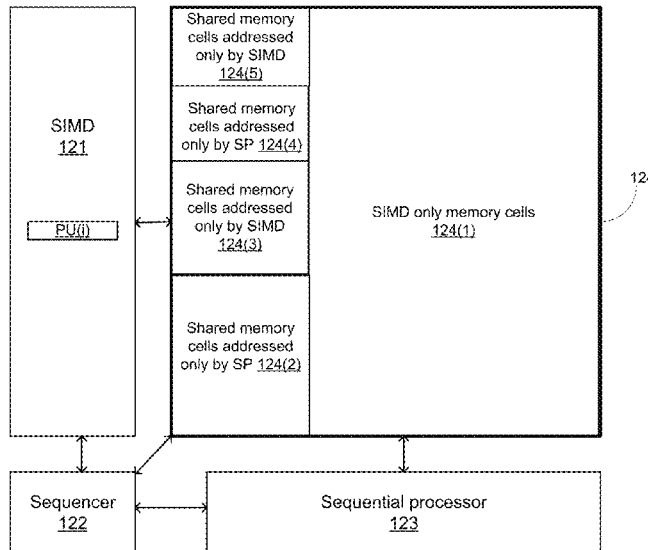 Shared memory
cells addressed
only by SIMD
124(5)
Shared memory
cells addressed
only by SP 124(4)
Shared memory
cells addressed
only by SIMD
124(3)
Shared memory
cells addressed
only by SP 124(2)
SIMD
121
PU(i)
SIMD only memory cells
124(1)
124
Sequencer
122
Sequential processor
123